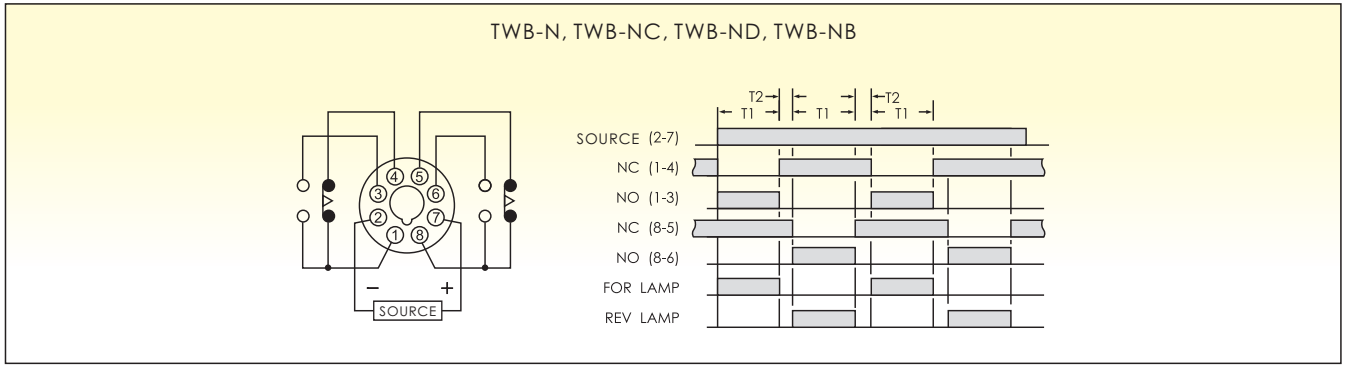 TWB-N, TWB-NC, TWB-ND, TWB-NB
T2 T2
T1 T1 T1
SOURCE (2-7)
NC (1-4)
NO (1-3)
NC (8-5)
NO (8-6)
FOR LAMP
REV LAMP
4 5
3 6
2 7
1 8
− +
SOURCE